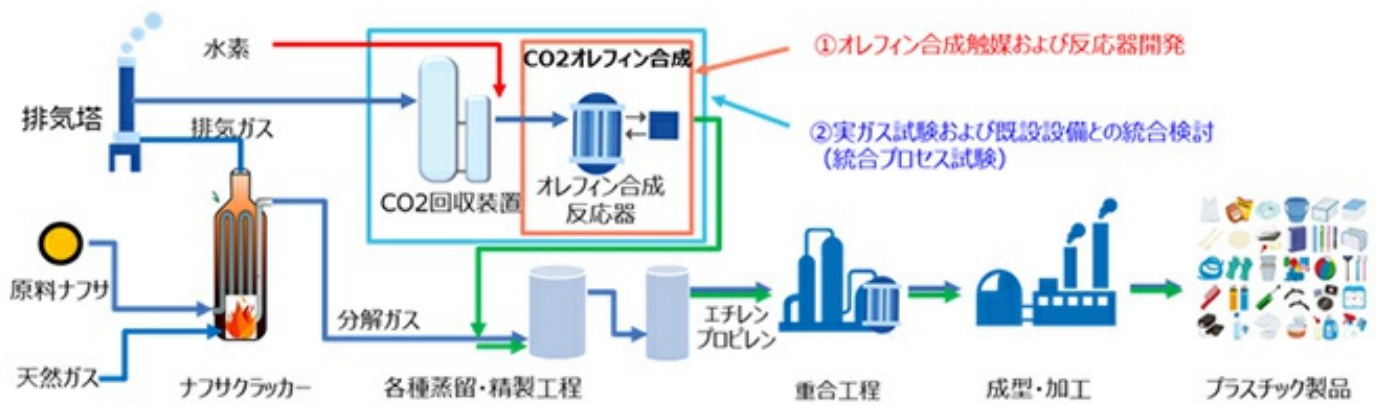 水素
CO2オレフィン合成
①オレフィン合成触媒および反応器開発
排気塔
排気ガス
②実ガス試験および既設設備との統合検討
(統合プロセス試験)
CO2回収装置
オレフィン合成
反応器
原料ナフサ
分解ガス
エチレン
プロピレン
天然ガス
ナフサクラッカー
各種蒸留・精製工程
重合工程
成型・加工
プラスチック製品